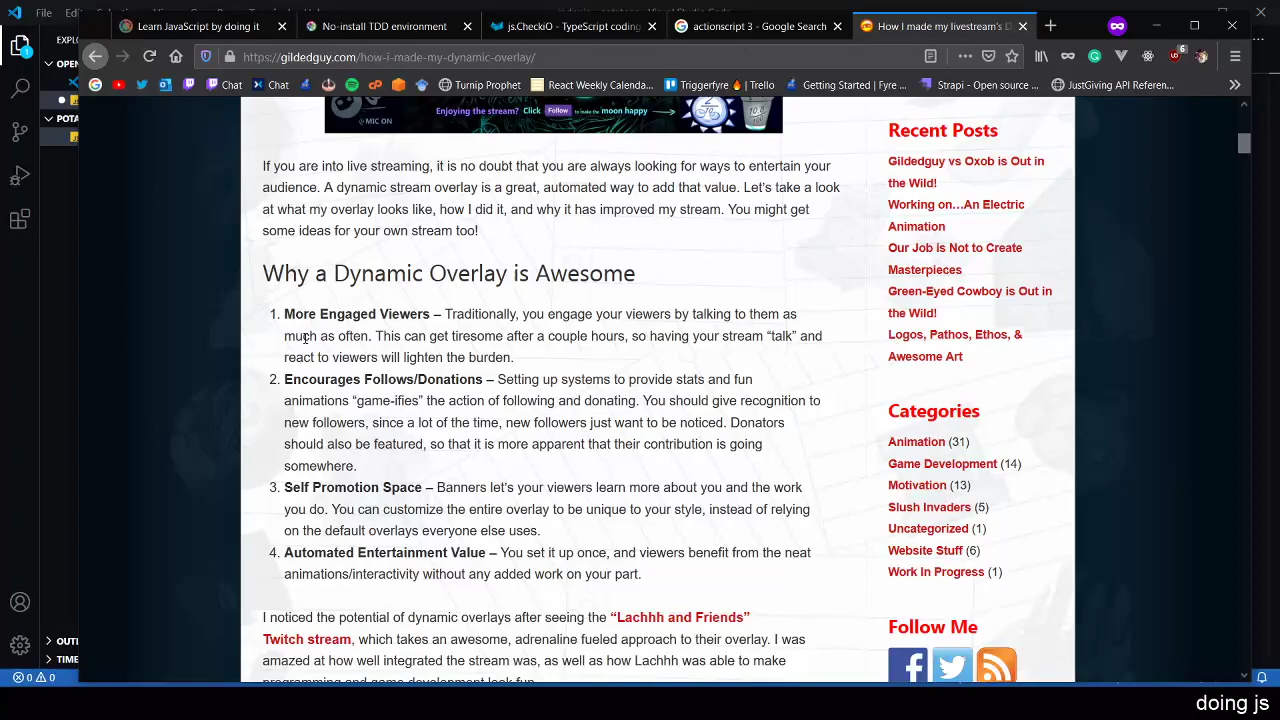 File
Edit
Visual Studio Code
Learn JavaScript by doing it
No-install TDD environment
js.CheckiO - TypeScript coding
actionscript 3 - Google Search
How I made my livestream's D
https://gildedguy.com/how-i-made-my-dynamic-overlay/
6
Chat
Chat
Turnip Prophet
React Weekly Calenda...
Triggerfyre | Trello
Getting Started | Fyre...
Strapi - Open source ...
JustGiving API Referen...
EXPL
OPEN
POTA
OUTL
TIME
Enjoying the stream? Click Follow to make the moon happy
@ MIC ON
If you are into live streaming, it is no doubt that you are always looking for ways to entertain your
audience. A dynamic stream overlay is a great, automated way to add that value. Let's take a look
at what my overlay looks like, how I did it, and why it has improved my stream. You might get
some ideas for your own stream too!
Why a Dynamic Overlay is Awesome
1. More Engaged Viewers – Traditionally, you engage your viewers by talking to them as
much as often. This can get tiresome after a couple hours, so having your stream “talk” and
react to viewers will lighten the burden.
2. Encourages Follows/Donations – Setting up systems to provide stats and fun
animations “game-ifies” the action of following and donating. You should give recognition to
new followers, since a lot of the time, new followers just want to be noticed. Donators
should also be featured, so that it is more apparent that their contribution is going
somewhere.
3. Self Promotion Space – Banners let's your viewers learn more about you and the work
you do. You can customize the entire overlay to be unique to your style, instead of relying
on the default overlays everyone else uses.
4. Automated Entertainment Value – You set it up once, and viewers benefit from the neat
animations/interactivity without any added work on your part.
I noticed the potential of dynamic overlays after seeing the “Lachhh and Friends”
Twitch stream, which takes an awesome, adrenaline fueled approach to their overlay. I was
amazed at how well integrated the stream was, as well as how Lachhh was able to make
programming and game development look fun.
Recent Posts
Gildedguy vs Oxob is Out in
the Wild!
Working on…An Electric
Animation
Our Job is Not to Create
Masterpieces
Green-Eyed Cowboy is Out in
the Wild!
Logos, Pathos, Ethos, &
Awesome Art
Categories
Animation (31)
Game Development (14)
Motivation (13)
Slush Invaders (5)
Uncategorized (1)
Website Stuff (6)
Work In Progress (1)
Follow Me
0 0
doing js